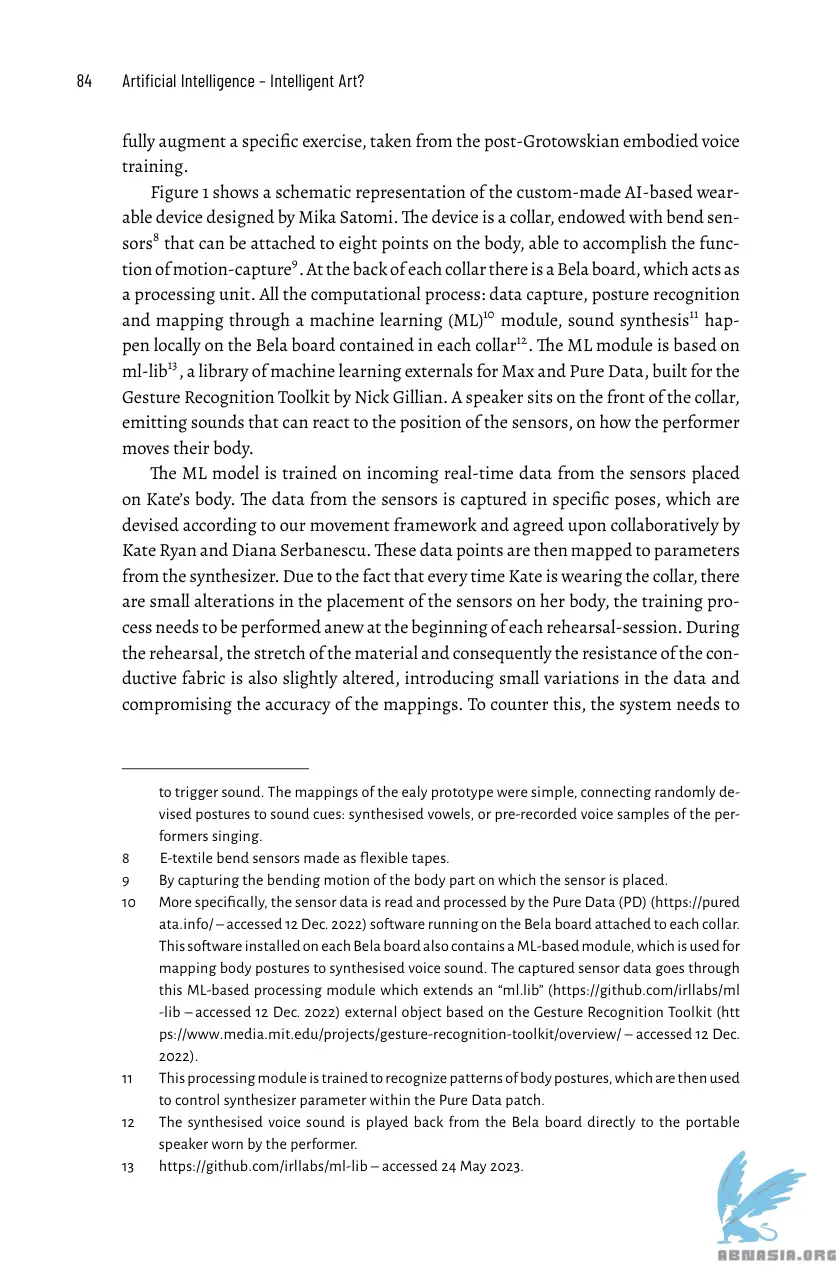 84 Artificial Intelligence – Intelligent Art?
fully augment a specific exercise, taken from the post-Grotowskian embodied voice
training.
Figure 1 shows a schematic representation of the custom-made AI-based wear-
able device designed by Mika Satomi. The device is a collar, endowed with bend sen-
sors⁸ that can be attached to eight points on the body, able to accomplish the func-
tion of motion-capture⁹. At the back of each collar there is a Bela board, which acts as
a processing unit. All the computational process: data capture, posture recognition
and mapping through a machine learning (ML)¹⁰ module, sound synthesis¹¹ hap-
pen locally on the Bela board contained in each collar¹². The ML module is based on
ml-lib¹³, a library of machine learning externals for Max and Pure Data, built for the
Gesture Recognition Toolkit by Nick Gillian. A speaker sits on the front of the collar,
emitting sounds that can react to the position of the sensors, on how the performer
moves their body.
The ML model is trained on incoming real-time data from the sensors placed
on Kate's body. The data from the sensors is captured in specific poses, which are
devised according to our movement framework and agreed upon collaboratively by
Kate Ryan and Diana Serbanescu. These data points are then mapped to parameters
from the synthesizer. Due to the fact that every time Kate is wearing the collar, there
are small alterations in the placement of the sensors on her body, the training pro-
cess needs to be performed anew at the beginning of each rehearsal-session. During
the rehearsal, the stretch of the material and consequently the resistance of the con-
ductive fabric is also slightly altered, introducing small variations in the data and
compromising the accuracy of the mappings. To counter this, the system needs to
to trigger sound. The mappings of the ealy prototype were simple, connecting randomly de-
vised postures to sound cues: synthesised vowels, or pre-recorded voice samples of the per-
formers singing.
8 E-textile bend sensors made as flexible tapes.
9 By capturing the bending motion of the body part on which the sensor is placed.
10 More specifically, the sensor data is read and processed by the Pure Data (PD) (https://pured
ata.info/ – accessed 12 Dec. 2022) software running on the Bela board attached to each collar.
This software installed on each Bela board also contains a ML-based module, which is used for
mapping body postures to synthesised voice sound. The captured sensor data goes through
this ML-based processing module which extends an “ml.lib” (https://github.com/irllabs/ml
-lib – accessed 12 Dec. 2022) external object based on the Gesture Recognition Toolkit (htt
ps://www.media.mit.edu/projects/gesture-recognition-toolkit/overview/ – accessed 12 Dec.
2022).
11 This processing module is trained to recognize patterns of body postures, which are then used
to control synthesizer parameter within the Pure Data patch.
12 The synthesised voice sound is played back from the Bela board directly to the portable
speaker worn by the performer.
13 https://github.com/irllabs/ml-lib – accessed 24 May 2023.
ABNASIA.ORG